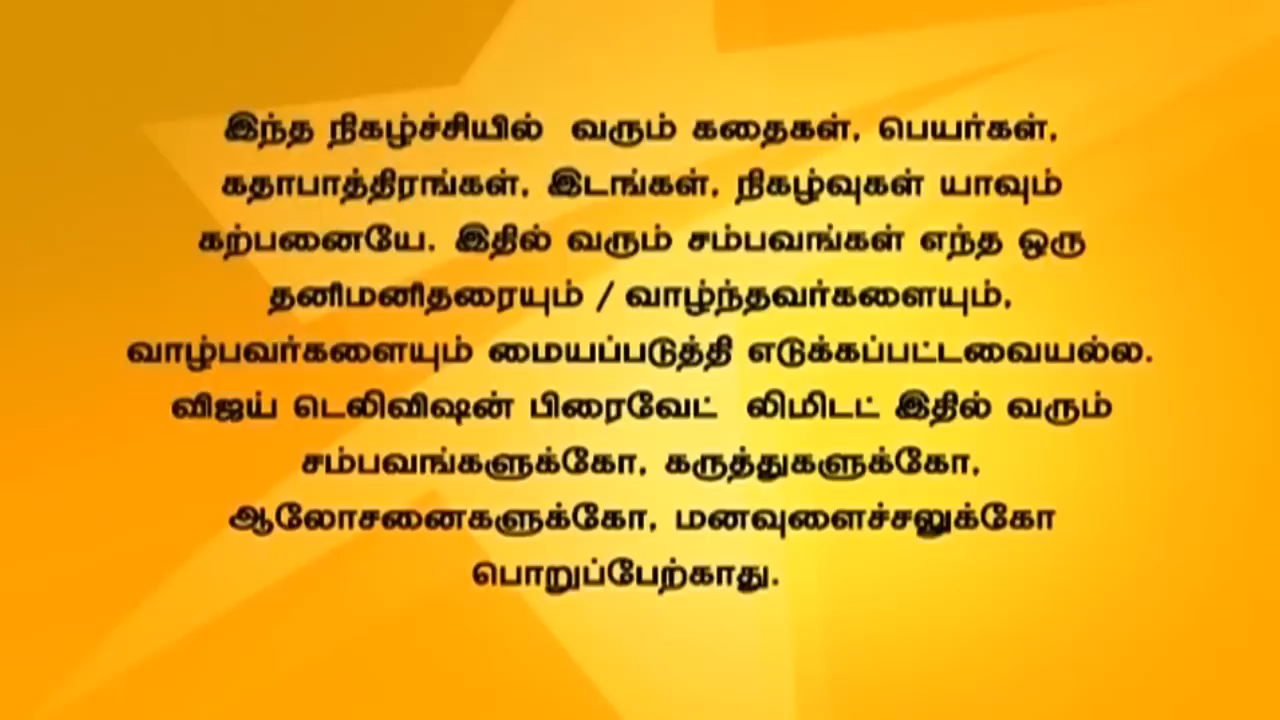 இந்த நிகழ்ச்சியில் வரும் கதைகள், பெயர்கள்,
கதாபாத்திரங்கள், இடங்கள், நிகழ்வுகள் யாவும்
கற்பனையே. இதில் வரும் சம்பவங்கள் எந்த ஒரு
தனிமனிதரையும் / வாழ்ந்தவர்களையும்,
வாழ்பவர்களையும் மையப்படுத்தி எடுக்கப்பட்டவையல்ல.
விஜய் டெலிவிஷன் பிரைவேட் லிமிடட் இதில் வரும்
சம்பவங்களுக்கோ, கருத்துகளுக்கோ,
ஆலோசனைகளுக்கோ, மனவுளைச்சலுக்கோ
பொறுப்பேற்காது.